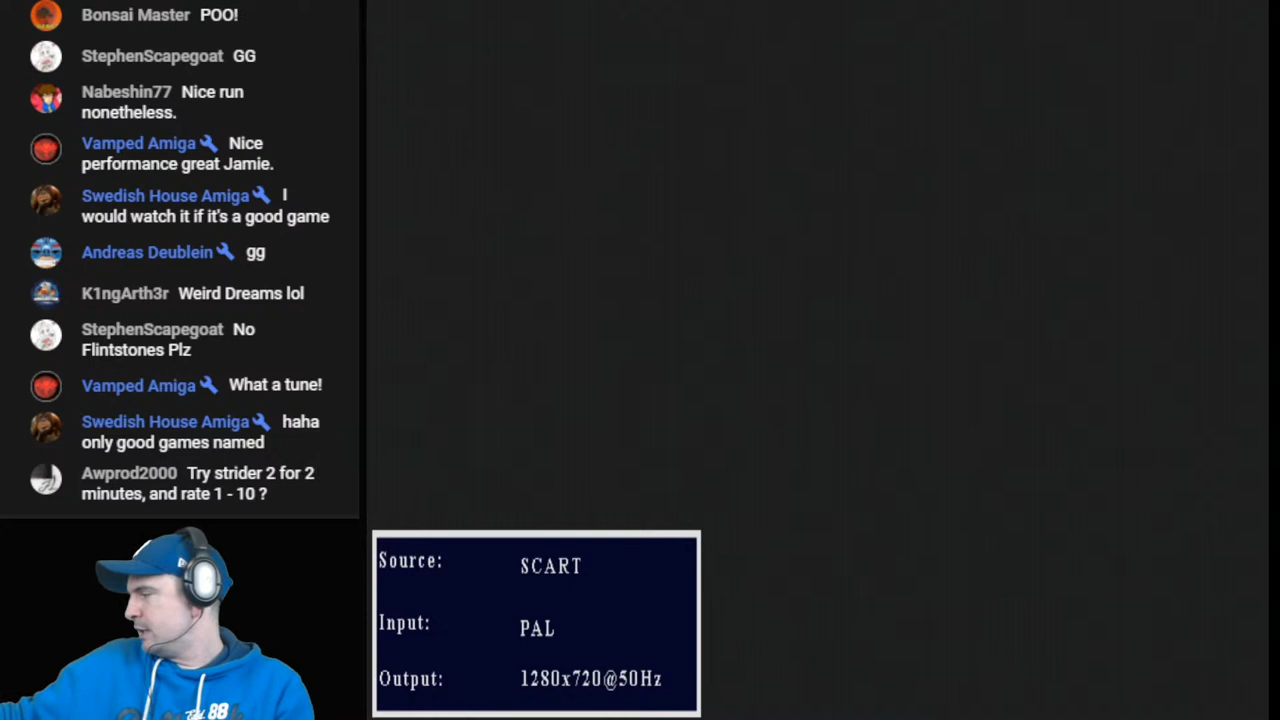 Bonsai Master POO!
StephenScapegoat GG
Nabeshin77 Nice run
nonetheless.
Vamped Amiga Nice
performance great Jamie.
Swedish House Amiga I
would watch it if it's a good game
Andreas Deublein gg
K1ngArth3r Weird Dreams lol
StephenScapegoat No
Flintstones Plz
Vamped Amiga What a tune!
Swedish House Amiga haha
only good games named
Awprod2000 Try strider 2 for 2
minutes, and rate 1 - 10 ?
Source: SCART
Input: PAL
Output: 1280x720@50Hz
88